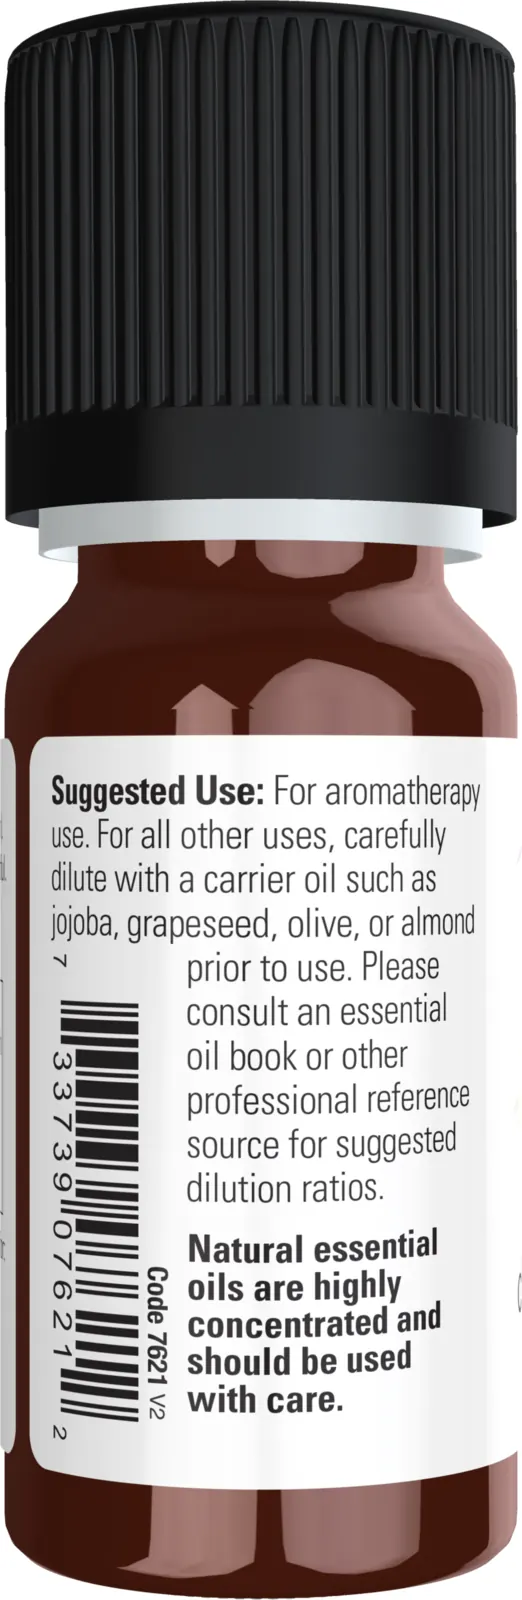 Suggested Use: For aromatherapy
use. For all other uses, carefully
dilute with a carrier oil such as
jojoba, grapeseed, olive, or almond
prior to use. Please
consult an essential
oil book or other
professional reference
source for suggested
dilution ratios.
Natural essential
oils are highly
concentrated and
should be used
with care.
7 33739 07621 2
Code 7621 V2